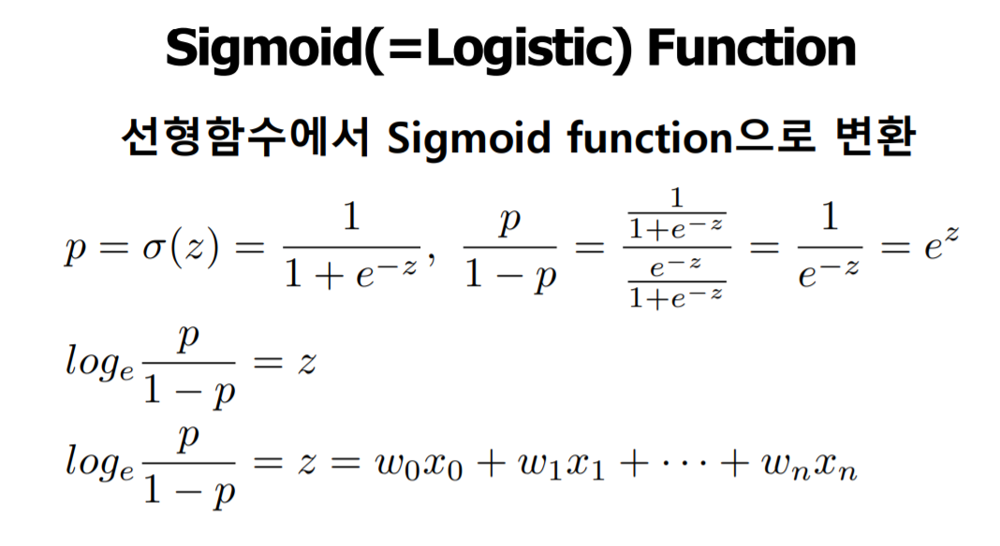 Sigmoid(=Logistic) Function
선형함수에서 Sigmoid function으로 변환
p = σ(z) = \frac{1}{1 + e^{-z}}, \frac{p}{1 - p} = \frac{\frac{1}{1+e^{-z}}}{\frac{e^{-z}}{1+e^{-z}}} = \frac{1}{e^{-z}} = e^{z}
log_e \frac{p}{1 - p} = z
log_e \frac{p}{1 - p} = z = w_0x_0 + w_1x_1 + ··· + w_nx_n